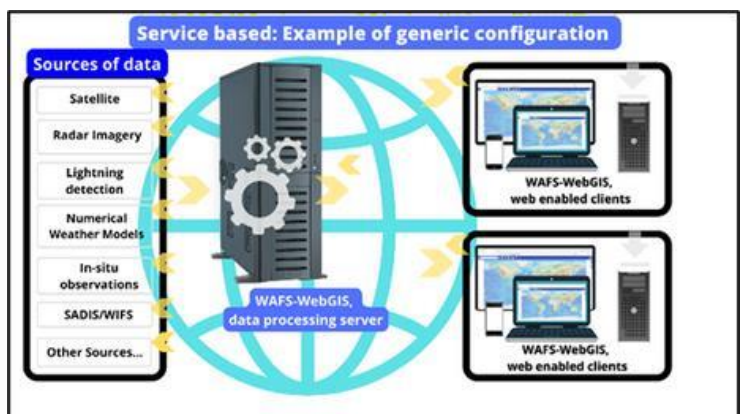 Service based: Example of generic configuration
Sources of data
Satellite
Radar Imagery
Lightning
detection
Numerical
Weather Models
In-situ
observations
SADIS/WIFS
Other Sources...
WAFS-WebGIS,
data processing server
WAFS-WebGIS,
web enabled clients
WAFS-WebGIS,
web enabled clients